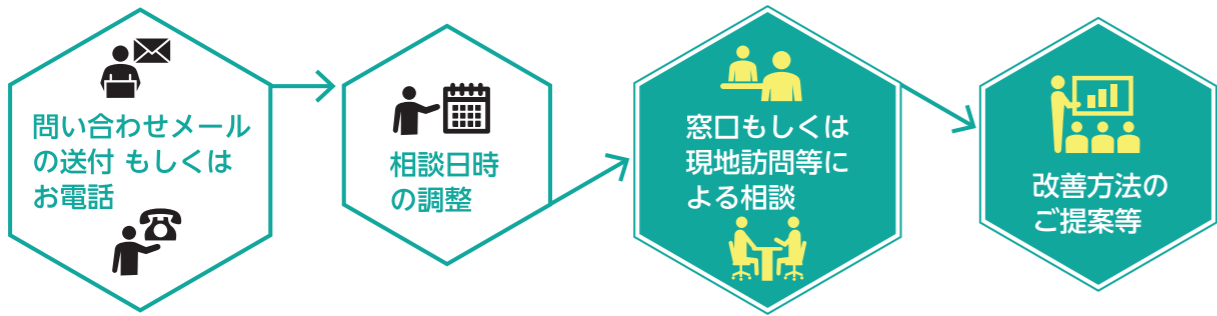 問い合わせメール
の送付 もしくは
お電話
相談日時
の調整
窓口もしくは
現地訪問等に
よる相談
改善方法の
ご提案等